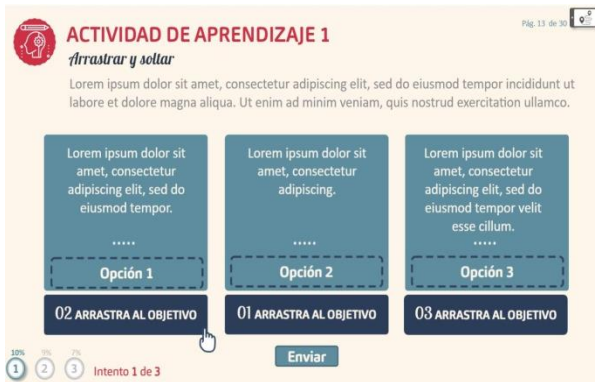 Pág. 13 de 30
ACTIVIDAD DE APRENDIZAJE 1
Arrastrar y soltar
Lorem ipsum dolor sit amet, consectetur adipiscing elit, sed do eiusmod tempor incididunt ut
labore et dolore magna aliqua. Ut enim ad minim veniam, quis nostrud exercitation ullamco.
Lorem ipsum dolor sit
amet, consectetur
adipiscing elit, sed do
eiusmod tempor.
.....
Opción 1
02 ARRASTRA AL OBJETIVO
Lorem ipsum dolor sit
amet, consectetur
adipiscing.
.....
Opción 2
01 ARRASTRA AL OBJETIVO
Lorem ipsum dolor sit
amet, consectetur
adipiscing elit, sed do
eiusmod tempor velit
esse cillum.
.....
Opción 3
03 ARRASTRA AL OBJETIVO
10% 9% 7%
1 2 3
Intento 1 de 3
Enviar